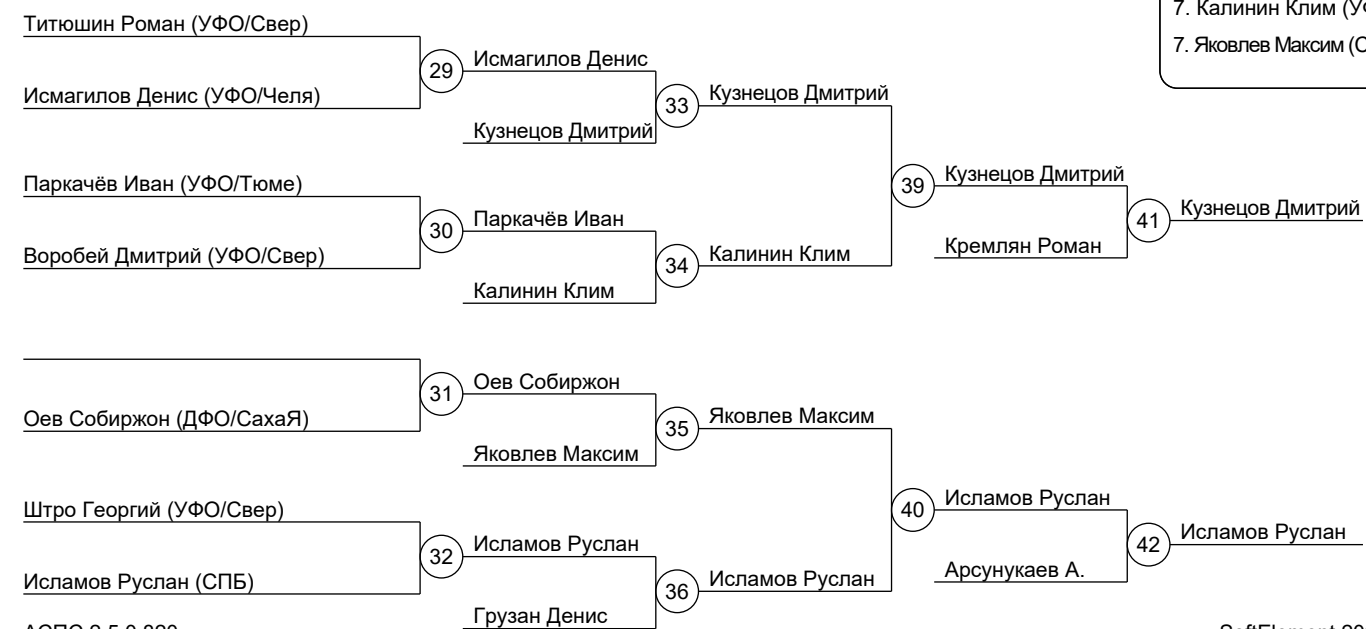 7. Калинин Клим (УФ
7. Яковлев Максим (С
Титюшин Роман (УФО/Свер)
29
Исмагилов Денис
Исмагилов Денис (УФО/Челя)
33
Кузнецов Дмитрий
Кузнецов Дмитрий
Паркачёв Иван (УФО/Тюме)
39
Кузнецов Дмитрий
30
Паркачёв Иван
41
Кузнецов Дмитрий
Воробей Дмитрий (УФО/Свер)
34
Калинин Клим
Кремлян Роман
Калинин Клим
31
Оев Собиржон
Оев Собиржон (ДФО/СахаЯ)
35
Яковлев Максим
Яковлев Максим
Штро Георгий (УФО/Свер)
40
Исламов Руслан
32
Исламов Руслан
42
Исламов Руслан
Исламов Руслан (СПБ)
36
Исламов Руслан
Арсунукаев А.
Грузан Денис